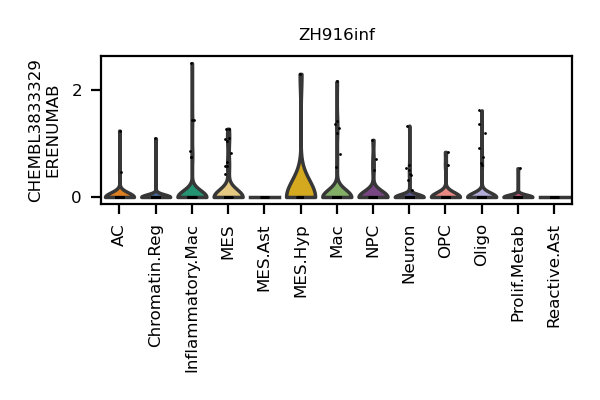 ZH916inf
CHEMBL3833329
ERENUMAB
2
0
AC
Chromatin.Reg
Inflammatory.Mac
MES
MES.Ast
MES.Hyp
Mac
NPC
Neuron
OPC
Oligo
Prolif.Metab
Reactive.Ast